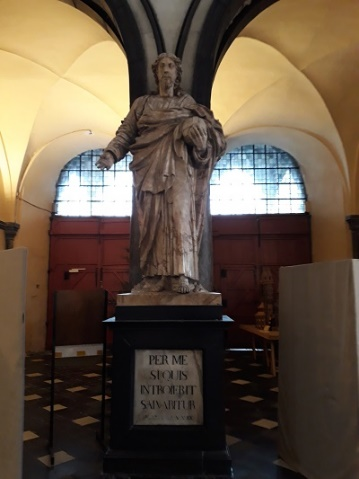 PER ME
SI QUIS
INTROIERIT
SALVABITUR